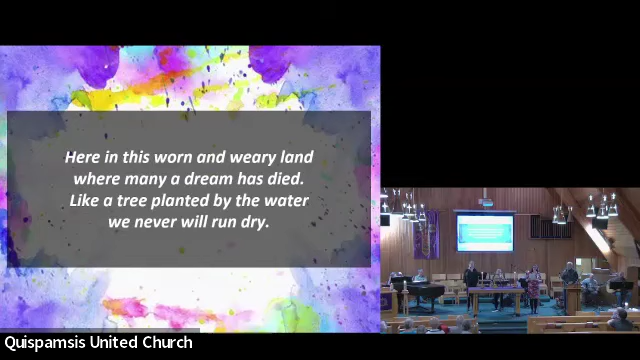 Here in this worn and weary land
where many a dream has died.
Like a tree planted by the water
we never will run dry.
Quispamsis United Church